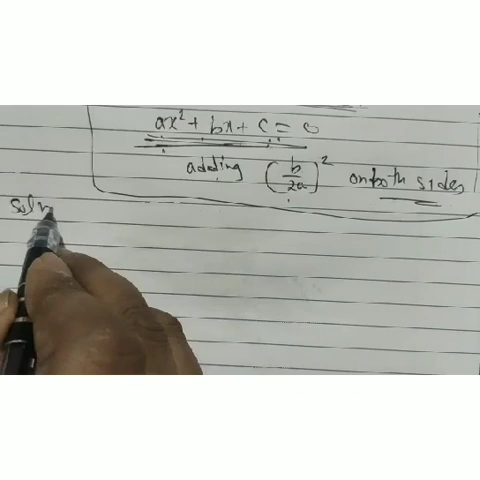 ax² + bx + c = 0
adding (b/2a)² on both sides
Soln